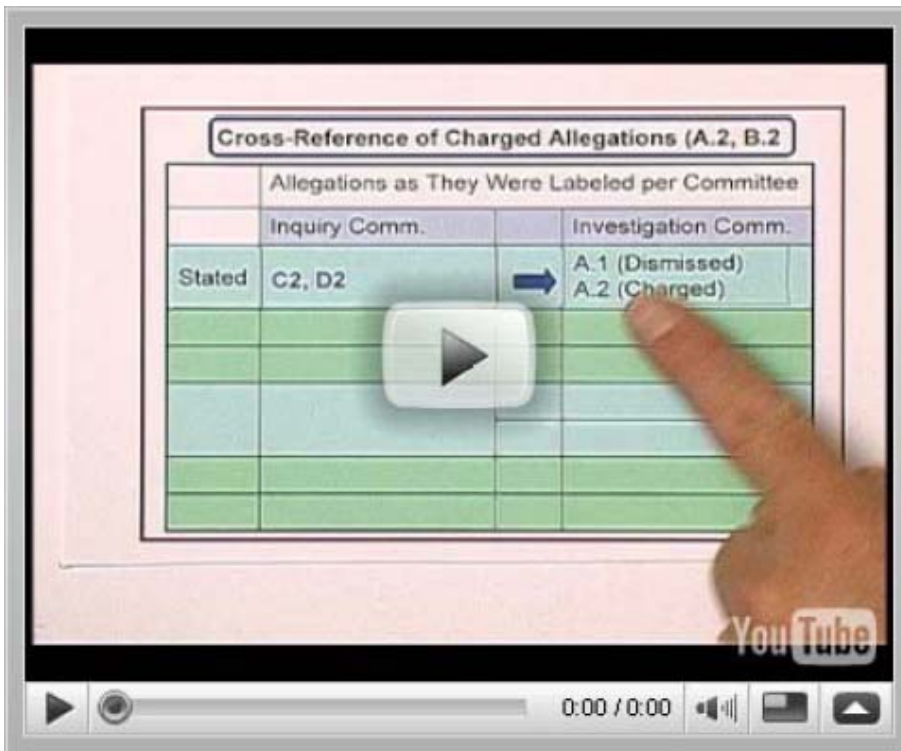 Cross-Reference of Charged Allegations (A.2, B.2
Allegations as They Were Labeled per Committee
Inquiry Comm.
Investigation Comm.
Stated
C2, D2
A.1 (Dismissed)
A.2 (Charged)
YouTube
0:00 / 0:00